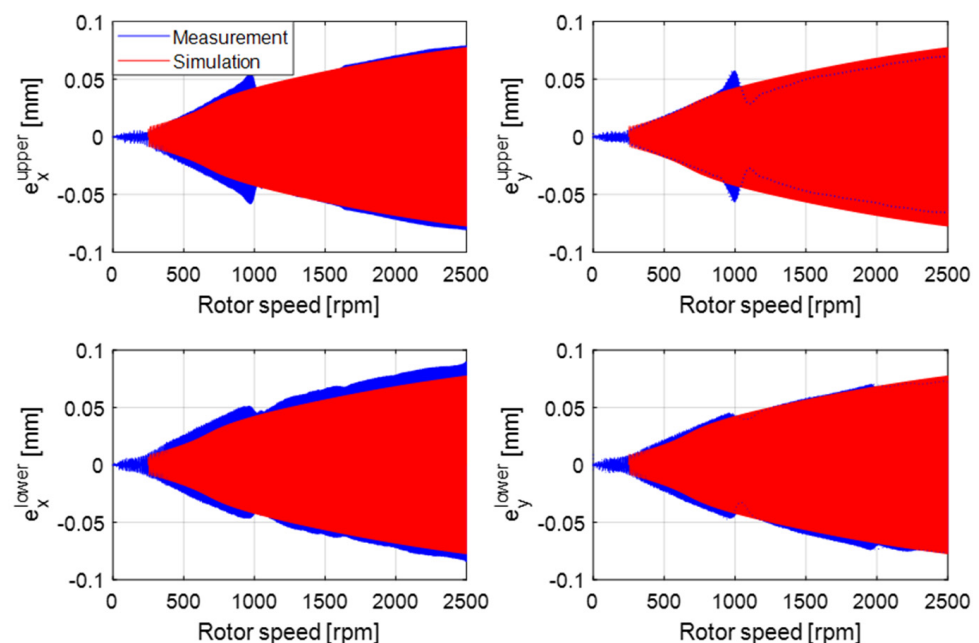 0.1
0.05
0
-0.05
-0.1
e_x^upper [mm]
Measurement
Simulation
0 500 1000 1500 2000 2500
Rotor speed [rpm]
0.1
0.05
0
-0.05
-0.1
e_y^upper [mm]
0 500 1000 1500 2000 2500
Rotor speed [rpm]
0.1
0.05
0
-0.05
-0.1
e_x^lower [mm]
0 500 1000 1500 2000 2500
Rotor speed [rpm]
0.1
0.05
0
-0.05
-0.1
e_y^lower [mm]
0 500 1000 1500 2000 2500
Rotor speed [rpm]